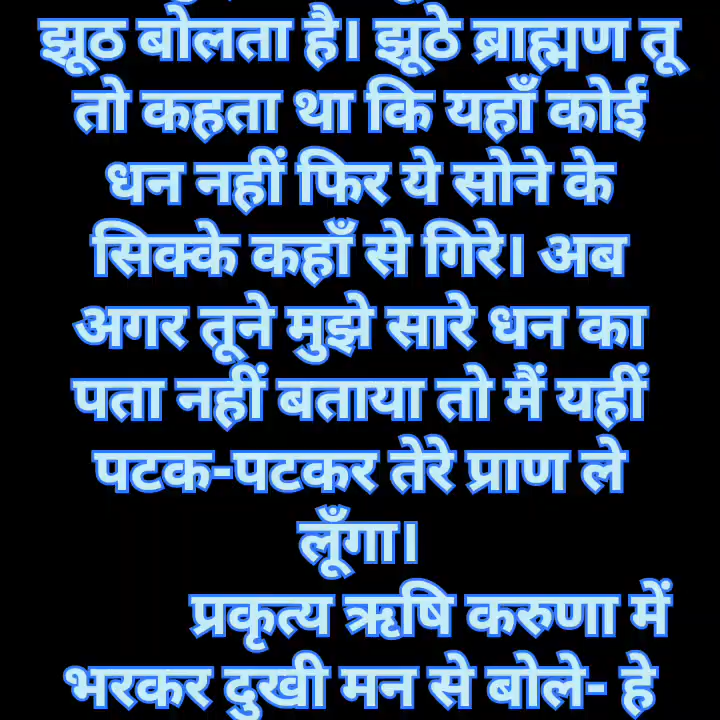 झूठ बोलता है। झूठे ब्राह्मण तू
तो कहता था कि यहाँ कोई
धन नहीं फिर ये सोने के
सिक्के कहाँ से गिरे। अब
अगर तूने मुझे सारे धन का
पता नहीं बताया तो मैं यहीं
पटक-पटकर तेरे प्राण ले
लूँगा।
प्रकृत्य ऋषि करुणा में
भरकर दुखी मन से बोले- हे